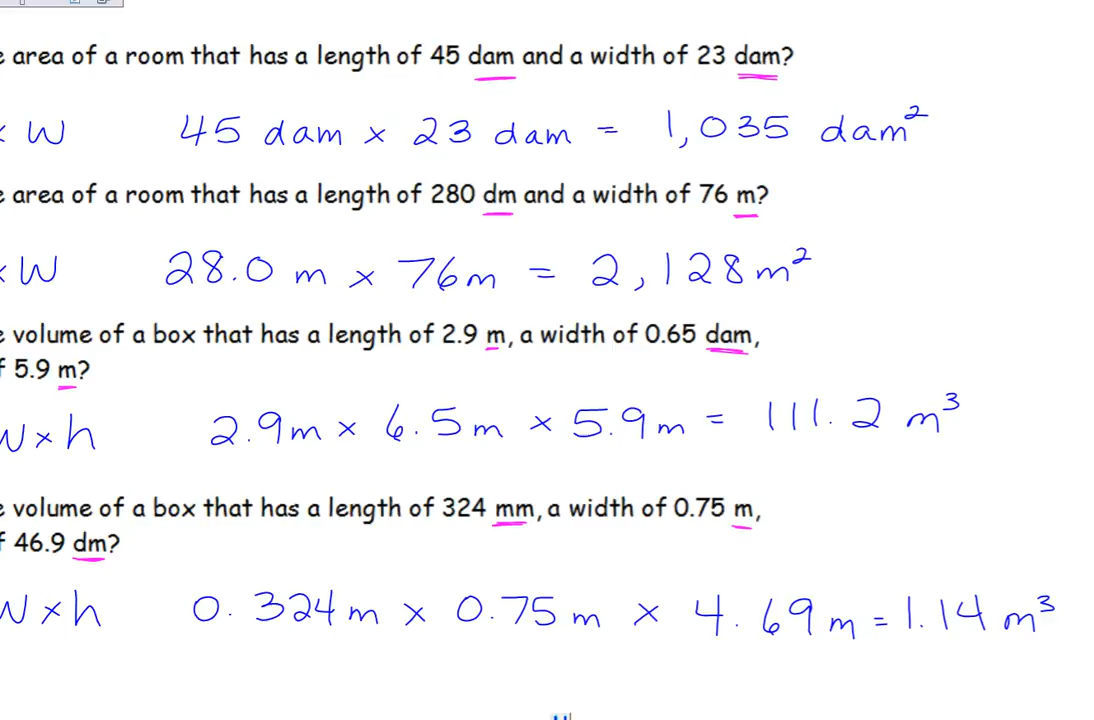 area of a room that has a length of 45 dam and a width of 23 dam?
x W 45 dam x 23 dam = 1,035 dam²
area of a room that has a length of 280 dm and a width of 76 m?
x W 28.0 m x 76m = 2,128 m²
volume of a box that has a length of 2.9 m, a width of 0.65 dam,
f 5.9 m?
W x h 2.9m x 6.5m x 5.9m = 111.2 m³
volume of a box that has a length of 324 mm, a width of 0.75 m,
f 46.9 dm?
W x h 0.324 m x 0.75 m x 4.69 m = 1.14 m³